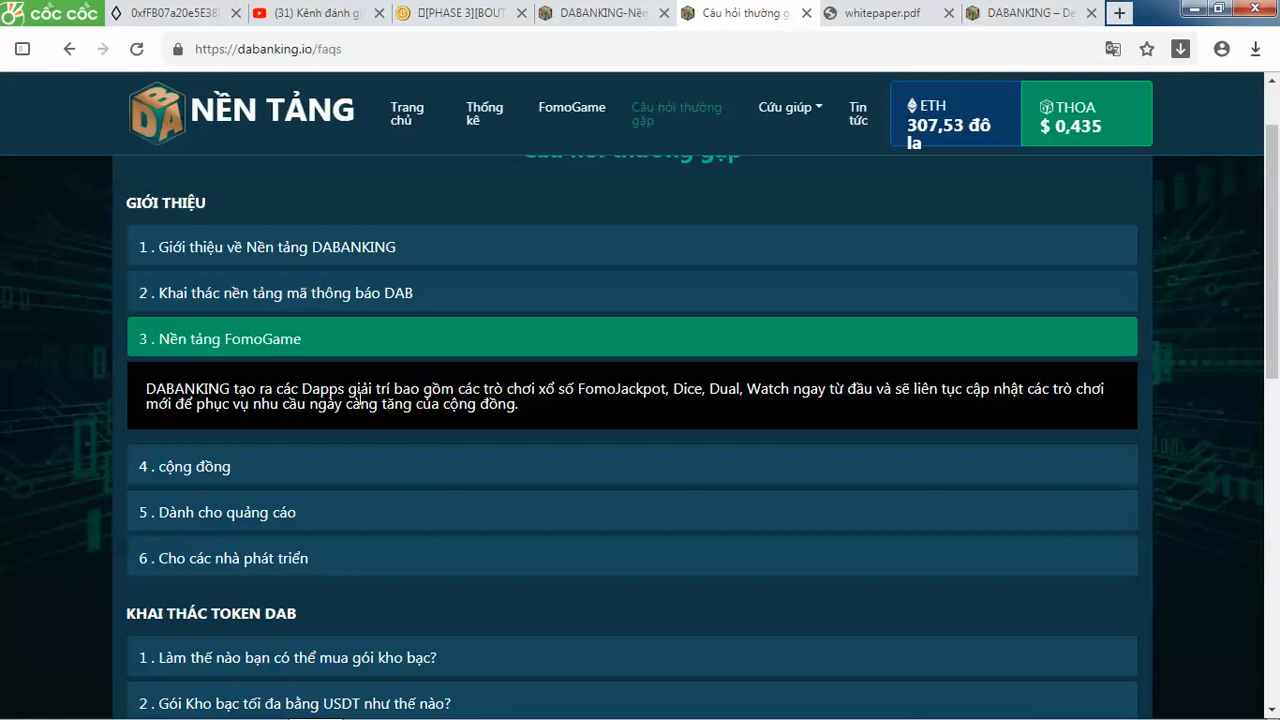 cốc cốc
0xfFB07a20e5E38
(31) Kênh đánh gi
DABANKING-Nền
Câu hỏi thường g
whitepaper.pdf
DABANKING – De
https://dabanking.io/faqs
BDA
NỀN TẢNG
Trang chủ
Thống kê
FomoGame
Câu hỏi thường gặp
Cứu giúp
Tin tức
ETH
307,53 đô la
THOA
$ 0,435
Câu hỏi thường gặp
GIỚI THIỆU
1 . Giới thiệu về Nền tảng DABANKING
2 . Khai thác nền tảng mã thông báo DAB
3 . Nền tảng FomoGame
DABANKING tạo ra các Dapps giải trí bao gồm các trò chơi xổ số FomoJackpot, Dice, Dual, Watch ngay từ đầu và sẽ liên tục cập nhật các trò chơi
mới để phục vụ nhu cầu ngày càng tăng của cộng đồng.
4 . cộng đồng
5 . Dành cho quảng cáo
6 . Cho các nhà phát triển
KHAI THÁC TOKEN DAB
1 . Làm thế nào bạn có thể mua gói kho bạc?
2 . Gói Kho bạc tối đa bằng USDT như thế nào?